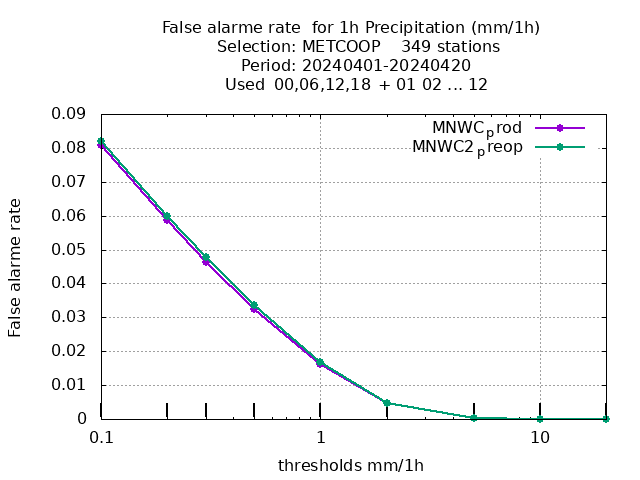 False alarme rate  for 1h Precipitation (mm/1h)
Selection: METCOOP    349 stations
Period: 20240401-20240420
Used  00,06,12,18 + 01 02 ... 12
MNWCprod
MNWC2preop
0.09
0.08
0.07
0.06
0.05
0.04
0.03
0.02
0.01
0
False alarme rate
0.1
1
10
thresholds mm/1h